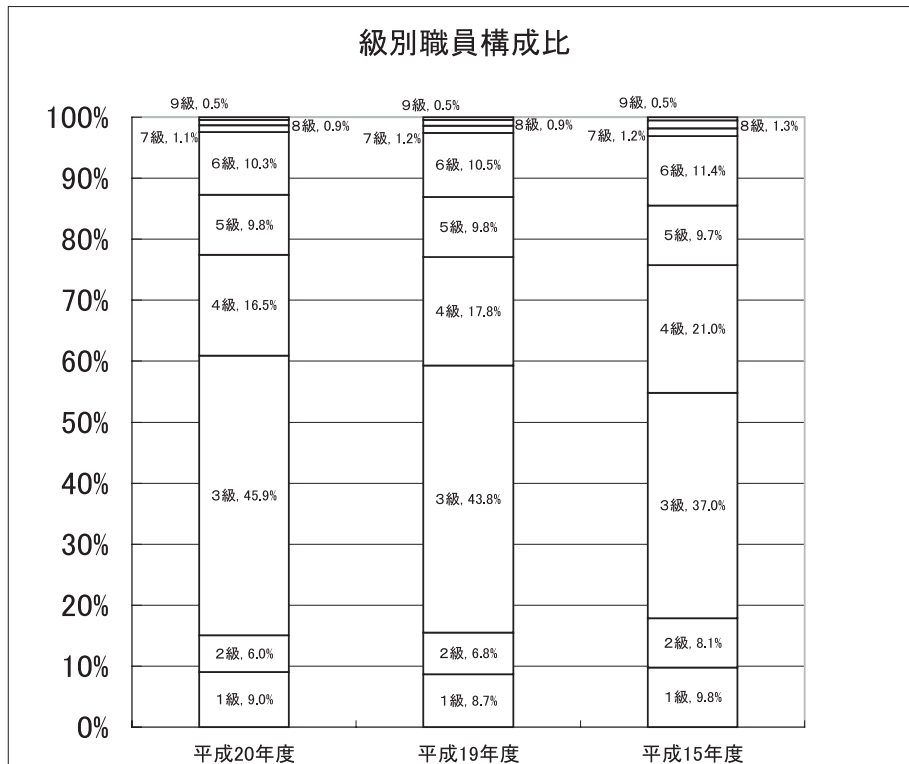 級別職員構成比
100%
90%
80%
70%
60%
50%
40%
30%
20%
10%
0%
9級, 0.5%
8級, 0.9%
7級, 1.1%
6級, 10.3%
5級, 9.8%
4級, 16.5%
3級, 45.9%
2級, 6.0%
1級, 9.0%
平成20年度
9級, 0.5%
8級, 0.9%
7級, 1.2%
6級, 10.5%
5級, 9.8%
4級, 17.8%
3級, 43.8%
2級, 6.8%
1級, 8.7%
平成19年度
9級, 0.5%
8級, 1.3%
7級, 1.2%
6級, 11.4%
5級, 9.7%
4級, 21.0%
3級, 37.0%
2級, 8.1%
1級, 9.8%
平成15年度